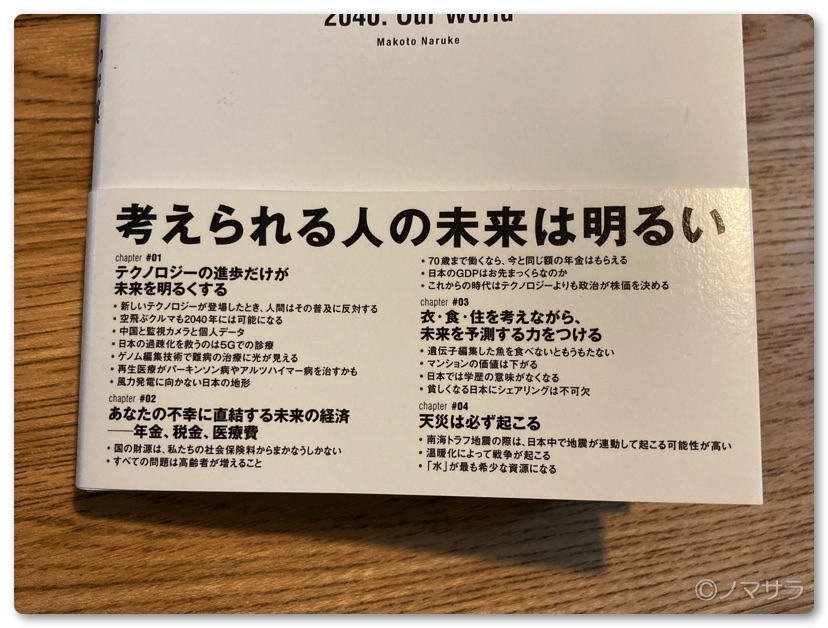 2040: Our World
Makoto Naruke
考えられる人の未来は明るい
chapter #01
テクノロジーの進歩だけが
未来を明るくする
• 新しいテクノロジーが登場したとき、人間はその普及に反対する
• 空飛ぶクルマも2040年には可能になる
• 中国と監視カメラと個人データ
• 日本の過疎化を救うのは5Gでの診療
• ゲノム編集技術で難病の治療に光が見える
• 再生医療がパーキンソン病やアルツハイマー病を治すかも
• 風力発電に向かない日本の地形
chapter #02
あなたの不幸に直結する未来の経済
──年金、税金、医療費
• 国の財源は、私たちの社会保険料からまかなうしかない
• すべての問題は高齢者が増えること
• 70歳まで働くなら、今と同じ額の年金はもらえる
• 日本のGDPはお先まっくらなのか
• これからの時代はテクノロジーよりも政治が株価を決める
chapter #03
衣・食・住を考えながら、
未来を予測する力をつける
• 遺伝子編集した魚を食べないともうもたない
• マンションの価値は下がる
• 日本では学歴の意味がなくなる
• 貧しくなる日本にシェアリングは不可欠
chapter #04
天災は必ず起こる
• 南海トラフ地震の際は、日本中で地震が連動して起こる可能性が高い
• 温暖化によって戦争が起こる
• 「水」が最も希少な資源になる
©ノマサラ